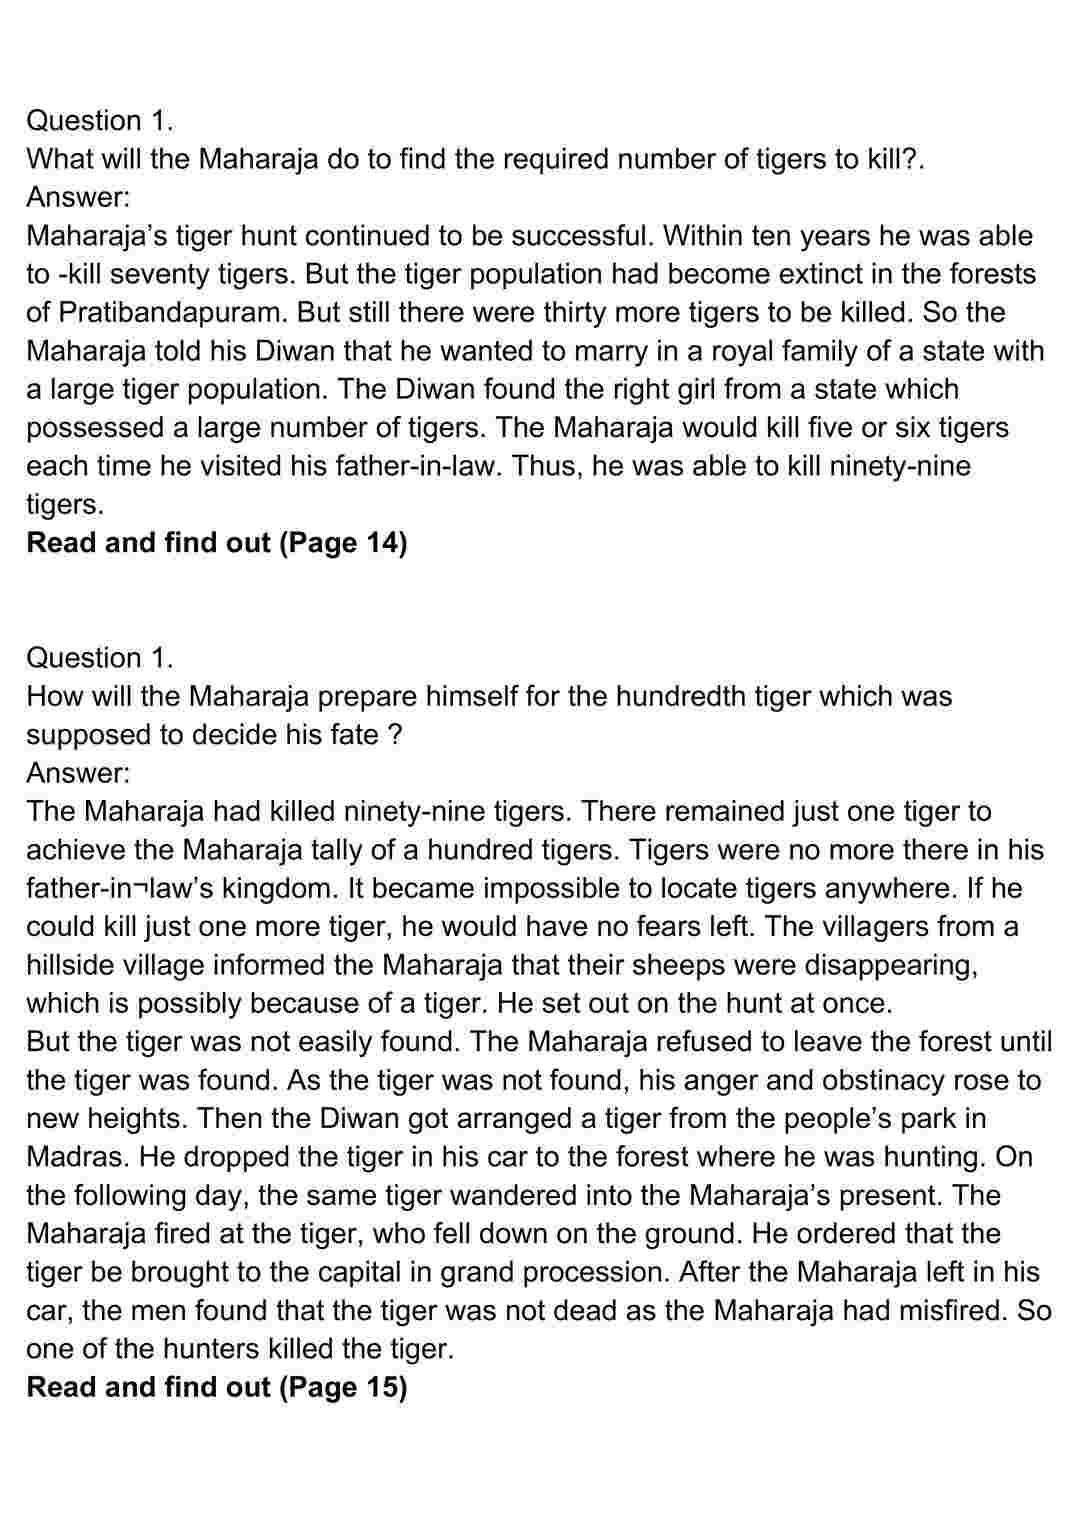 Question 1.
What will the Maharaja do to find the required number of tigers to kill?.
Answer:
Maharaja’s tiger hunt continued to be successful. Within ten years he was able
to -kill seventy tigers. But the tiger population had become extinct in the forests
of Pratibandapuram. But still there were thirty more tigers to be killed. So the
Maharaja told his Diwan that he wanted to marry in a royal family of a state with
a large tiger population. The Diwan found the right girl from a state which
possessed a large number of tigers. The Maharaja would kill five or six tigers
each time he visited his father-in-law. Thus, he was able to kill ninety-nine
tigers.
Read and find out (Page 14)
Question 1.
How will the Maharaja prepare himself for the hundredth tiger which was
supposed to decide his fate ?
Answer:
The Maharaja had killed ninety-nine tigers. There remained just one tiger to
achieve the Maharaja tally of a hundred tigers. Tigers were no more there in his
father-in¬law’s kingdom. It became impossible to locate tigers anywhere. If he
could kill just one more tiger, he would have no fears left. The villagers from a
hillside village informed the Maharaja that their sheeps were disappearing,
which is possibly because of a tiger. He set out on the hunt at once.
But the tiger was not easily found. The Maharaja refused to leave the forest until
the tiger was found. As the tiger was not found, his anger and obstinacy rose to
new heights. Then the Diwan got arranged a tiger from the people’s park in
Madras. He dropped the tiger in his car to the forest where he was hunting. On
the following day, the same tiger wandered into the Maharaja’s present. The
Maharaja fired at the tiger, who fell down on the ground. He ordered that the
tiger be brought to the capital in grand procession. After the Maharaja left in his
car, the men found that the tiger was not dead as the Maharaja had misfired. So
one of the hunters killed the tiger.
Read and find out (Page 15)